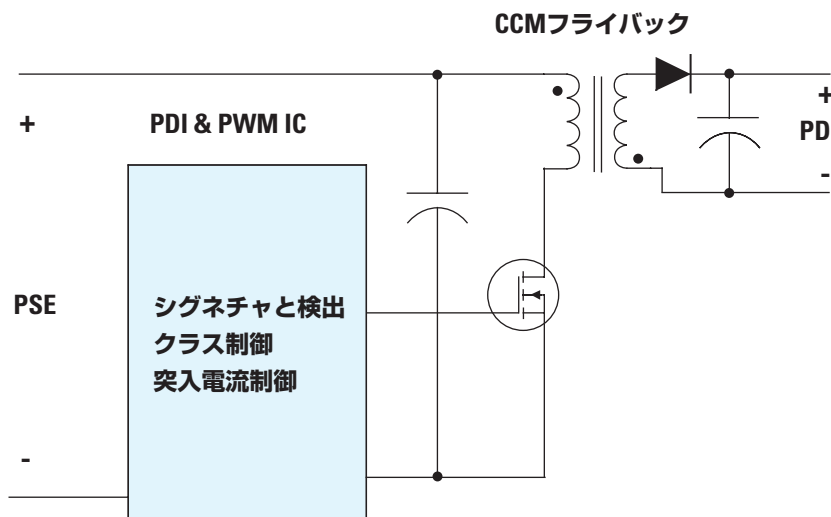 CCMフライバック
+
PDI & PWM IC
+
PD
-
PSE
シグネチャと検出
クラス制御
突入電流制御
-